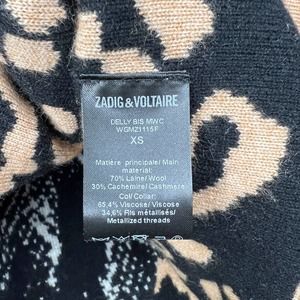 ZADIG & VOLTAIRE
DELLY BIS MWC
WGMZ1115F
XS
Matière principale/Main
material:
70% Laine/Wool
30% Cachemire/Cashmere
Col/Collar:
65,4% Viscose/Viscose
34,6% Fils métallisés/
Metallized threads